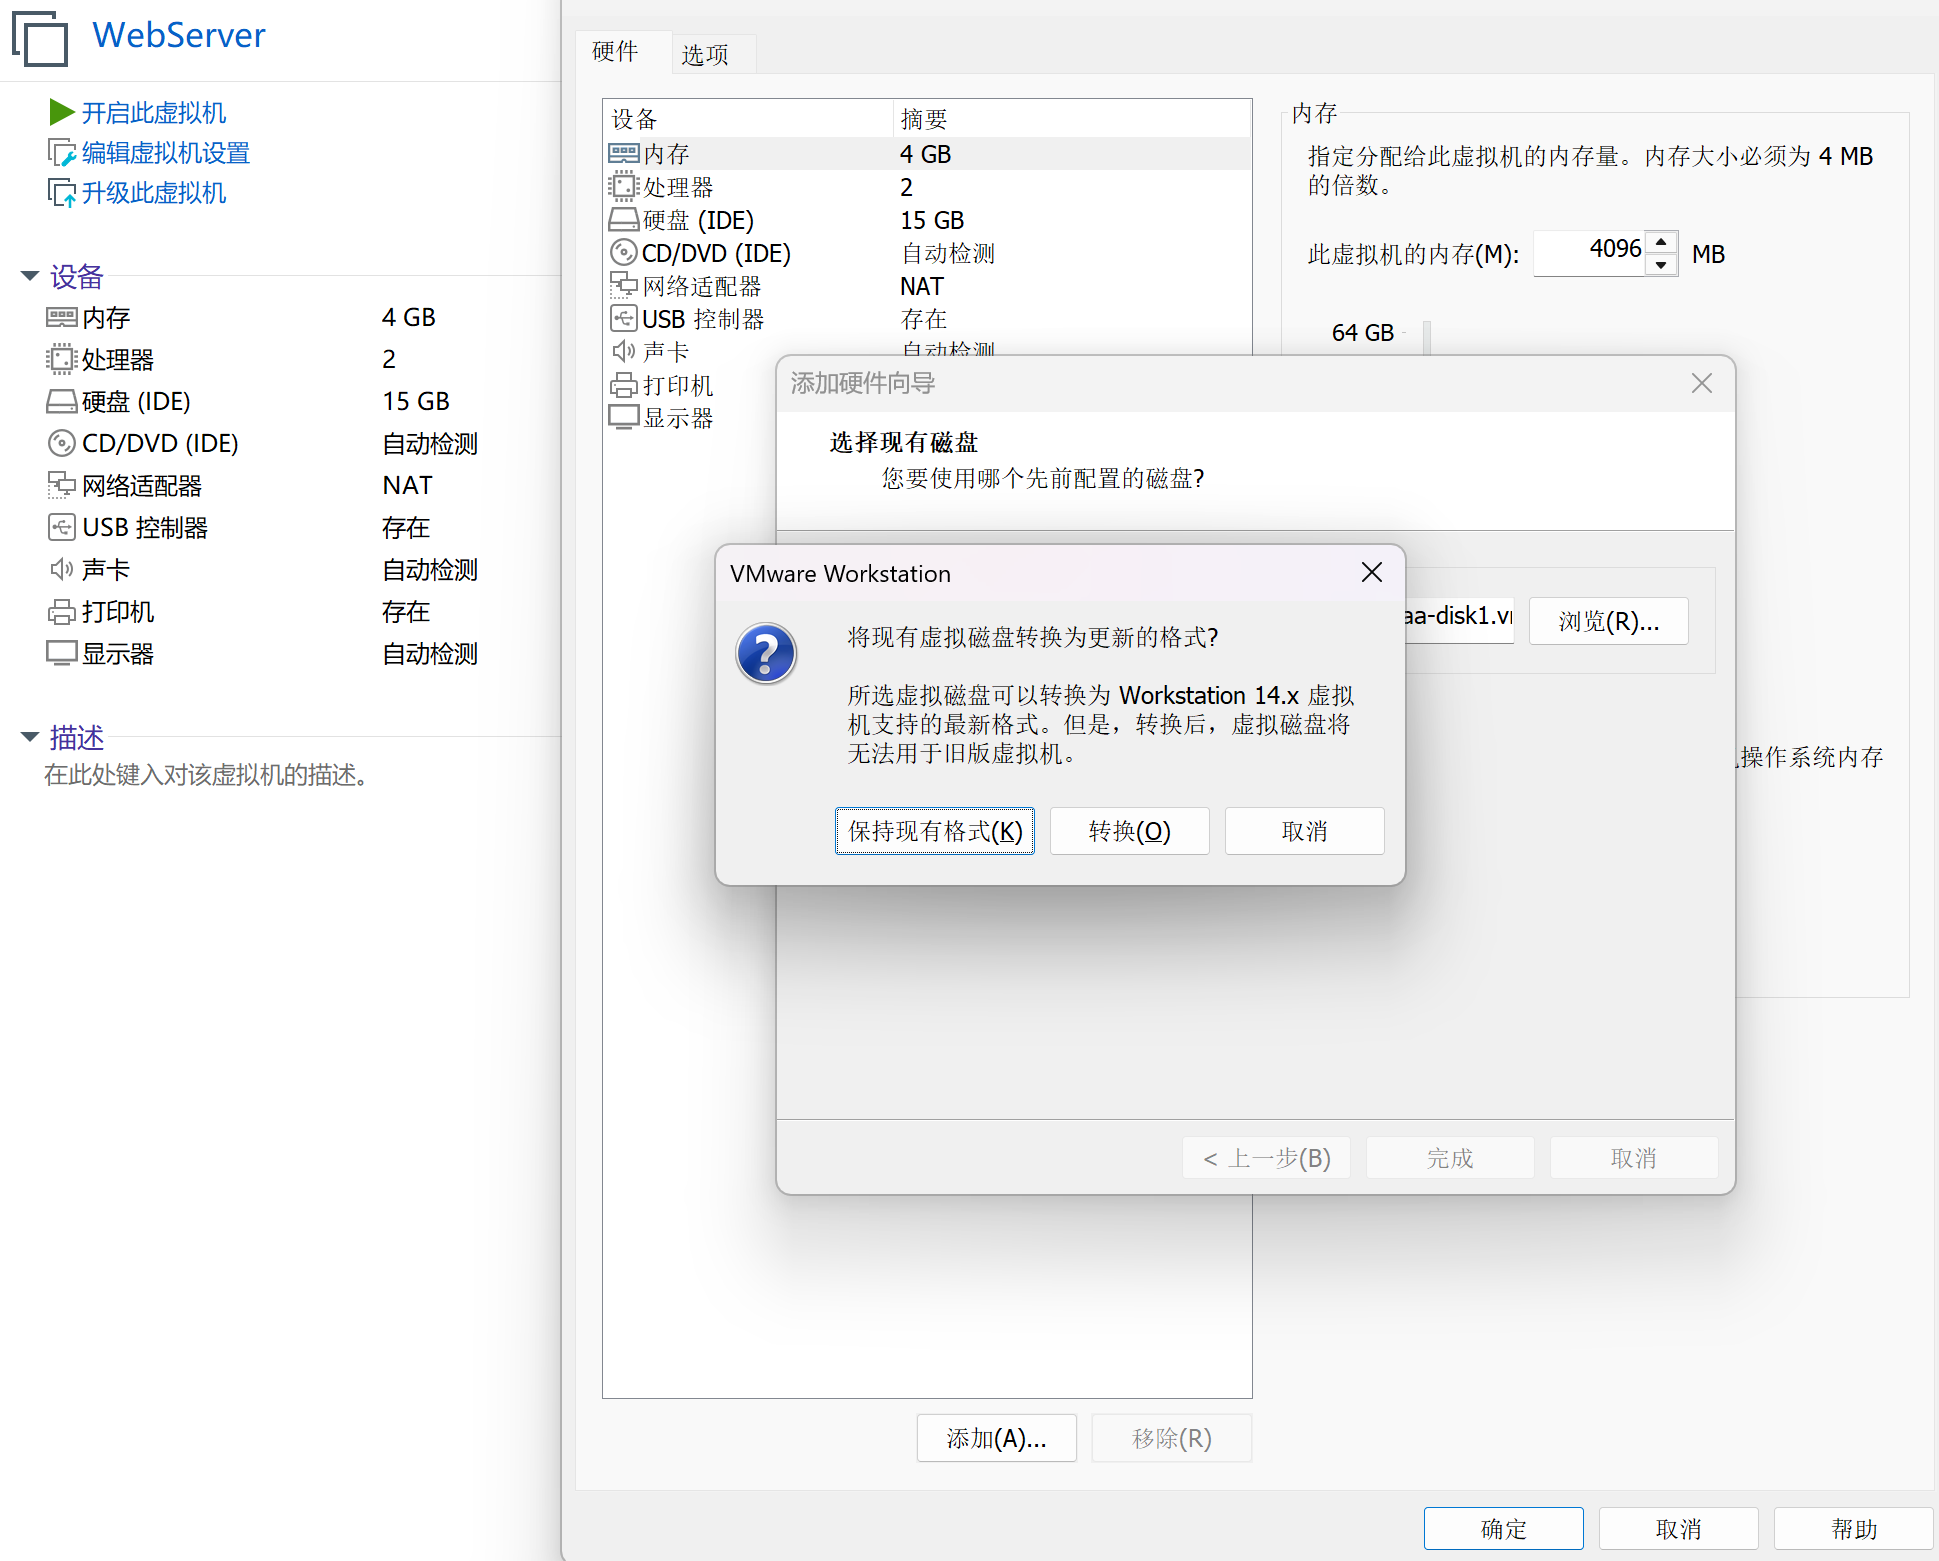 WebServer
开启此虚拟机
编辑虚拟机设置
升级此虚拟机
设备
内存 4 GB
处理器 2
硬盘 (IDE) 15 GB
CD/DVD (IDE) 自动检测
网络适配器 NAT
USB 控制器 存在
声卡 自动检测
打印机 存在
显示器 自动检测
描述
在此处键入对该虚拟机的描述。
硬件 选项
设备 摘要
内存 4 GB
处理器 2
硬盘 (IDE) 15 GB
CD/DVD (IDE) 自动检测
网络适配器 NAT
USB 控制器 存在
声卡 自动检测
打印机
显示器
添加(A)... 移除(R)
内存
指定分配给此虚拟机的内存量。内存大小必须为 4 MB
的倍数。
此虚拟机的内存(M): 4096 MB
64 GB
操作系统内存
添加硬件向导
选择现有磁盘
您要使用哪个先前配置的磁盘?
aa-disk1.v 浏览(R)...
VMware Workstation
将现有虚拟磁盘转换为更新的格式?
所选虚拟磁盘可以转换为 Workstation 14.x 虚拟
机支持的最新格式。但是，转换后，虚拟磁盘将
无法用于旧版虚拟机。
保持现有格式(K) 转换(O) 取消
< 上一步(B) 完成 取消
确定 取消 帮助